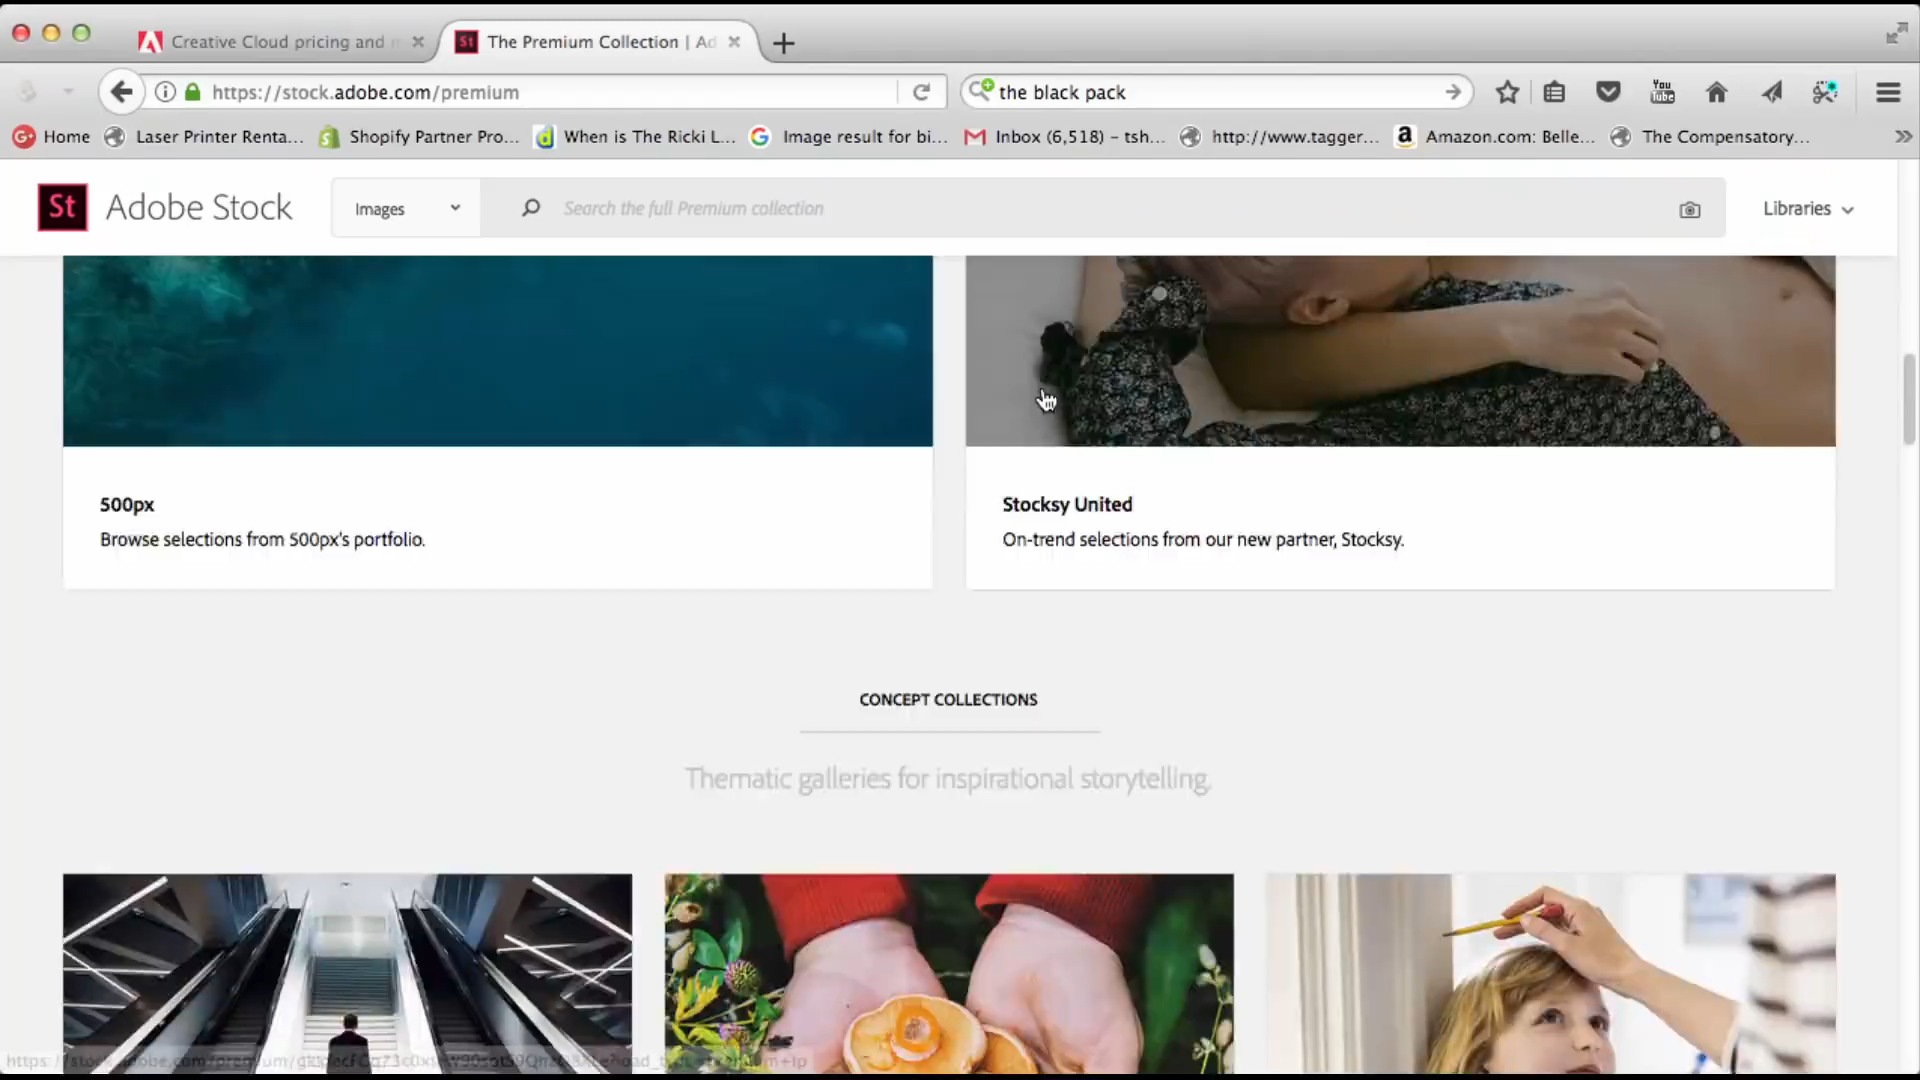 Creative Cloud pricing and
The Premium Collection | Ad
https://stock.adobe.com/premium
the black pack
You
Tube
Home
Laser Printer Renta...
Shopify Partner Pro...
When is The Ricki L...
Image result for bi...
Inbox (6,518) – tsh...
http://www.tagger...
Amazon.com: Belle...
The Compensatory...
St
Adobe Stock
Images
Search the full Premium collection
Libraries
500px
Browse selections from 500px's portfolio.
Stocksy United
On-trend selections from our new partner, Stocksy.
CONCEPT COLLECTIONS
Thematic galleries for inspirational storytelling.